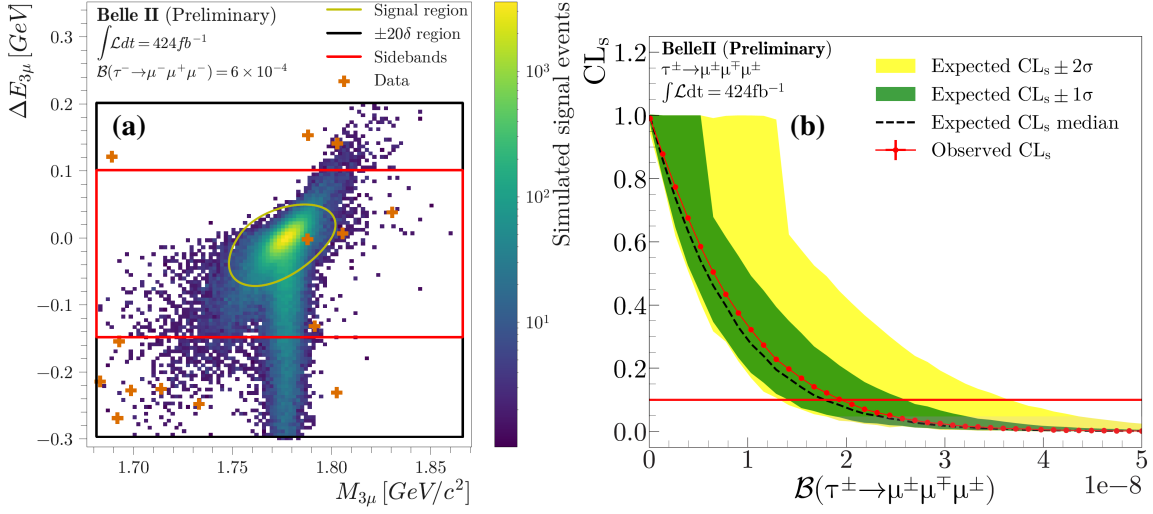 Belle II (Preliminary)
∫ℒdt = 424fb⁻¹
ℬ(τ⁻→μ⁻μ⁺μ⁻) = 6 × 10⁻⁴
Signal region
±20δ region
Sidebands
Data
(a)
ΔE₃μ [GeV]
0.3
0.2
0.1
0.0
−0.1
−0.2
−0.3
1.70
1.75
1.80
1.85
M₃μ [GeV/c²]
Simulated signal events
10³
10²
10¹
BelleII (Preliminary)
τ±→μ±μ∓μ±
∫ℒdt = 424fb⁻¹
Expected CLₛ ± 2σ
Expected CLₛ ± 1σ
Expected CLₛ median
Observed CLₛ
(b)
CLₛ
1.2
1.0
0.8
0.6
0.4
0.2
0.0
0
1
2
3
4
5
1e−8
ℬ(τ±→μ±μ∓μ±)